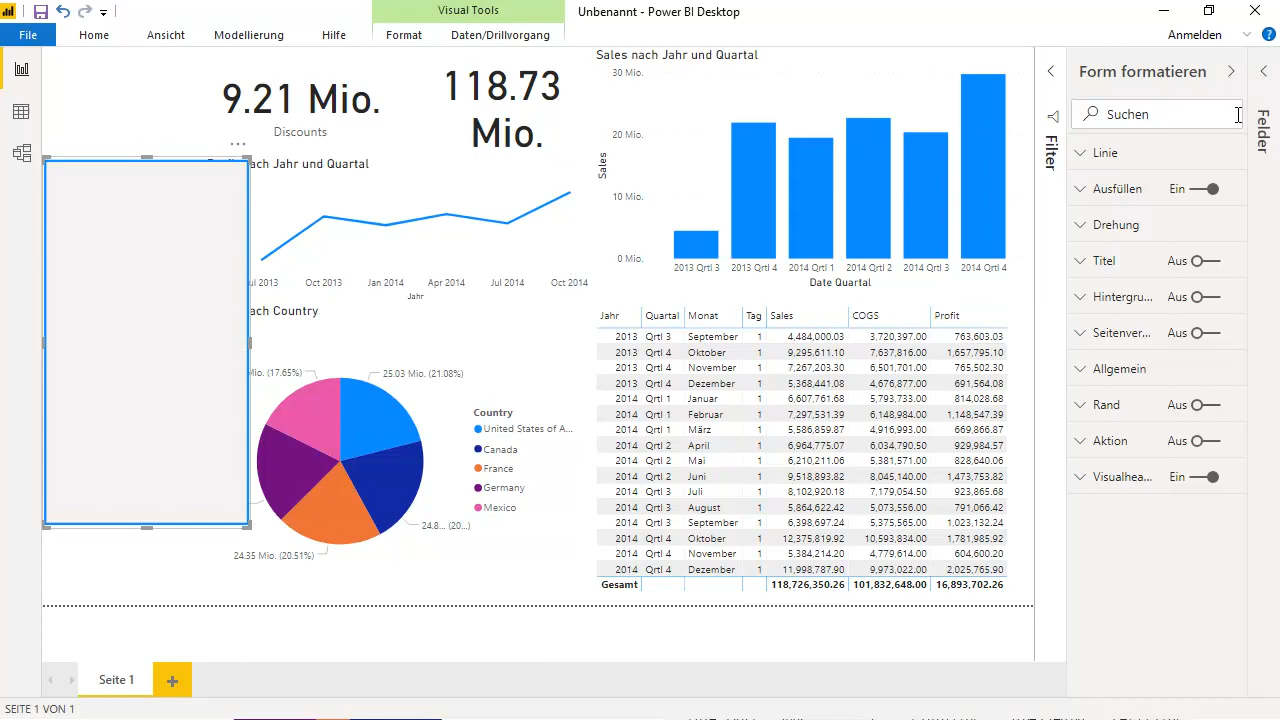 Visual Tools
Unbenannt - Power BI Desktop
File
Home
Ansicht
Modellierung
Hilfe
Format
Daten/Drillvorgang
Anmelden
9.21 Mio.
Discounts
118.73
Mio.
nach Jahr und Quartal
Jul 2013
Oct 2013
Jan 2014
Apr 2014
Jul 2014
Oct 2014
Jahr
nach Country
Mio. (17.65%)
25.03 Mio. (21.08%)
24.8... (20...)
24.35 Mio. (20.51%)
Country
United States of A...
Canada
France
Germany
Mexico
Sales nach Jahr und Quartal
Sales
30 Mio.
20 Mio.
10 Mio.
0 Mio.
2013 Qrtl 3
2013 Qrtl 4
2014 Qrtl 1
2014 Qrtl 2
2014 Qrtl 3
2014 Qrtl 4
Date Quartal
Jahr Quartal Monat Tag Sales COGS Profit
2013 Qrtl 3 September 1 4,484,000.03 3,720,397.00 763,603.03
2013 Qrtl 4 Oktober 1 9,295,611.10 7,637,816.00 1,657,795.10
2013 Qrtl 4 November 1 7,267,203.30 6,501,701.00 765,502.30
2013 Qrtl 4 Dezember 1 5,368,441.08 4,676,877.00 691,564.08
2014 Qrtl 1 Januar 1 6,607,761.68 5,793,733.00 814,028.68
2014 Qrtl 1 Februar 1 7,297,531.39 6,148,984.00 1,148,547.39
2014 Qrtl 1 März 1 5,586,859.87 4,916,993.00 669,866.87
2014 Qrtl 2 April 1 6,964,775.07 6,034,790.50 929,984.57
2014 Qrtl 2 Mai 1 6,210,211.06 5,381,571.00 828,640.06
2014 Qrtl 2 Juni 1 9,518,893.82 8,045,140.00 1,473,753.82
2014 Qrtl 3 Juli 1 8,102,920.18 7,179,054.50 923,865.68
2014 Qrtl 3 August 1 5,864,622.42 5,073,556.00 791,066.42
2014 Qrtl 3 September 1 6,398,697.24 5,375,565.00 1,023,132.24
2014 Qrtl 4 Oktober 1 12,375,819.92 10,593,834.00 1,781,985.92
2014 Qrtl 4 November 1 5,384,214.20 4,779,614.00 604,600.20
2014 Qrtl 4 Dezember 1 11,998,787.90 9,973,022.00 2,025,765.90
Gesamt 118,726,350.26 101,832,648.00 16,893,702.26
Filter
Form formatieren
Suchen
Linie
Ausfüllen Ein
Drehung
Titel Aus
Hintergru... Aus
Seitenver... Aus
Allgemein
Rand Aus
Aktion Aus
Visualhea... Ein
Felder
Seite 1
SEITE 1 VON 1